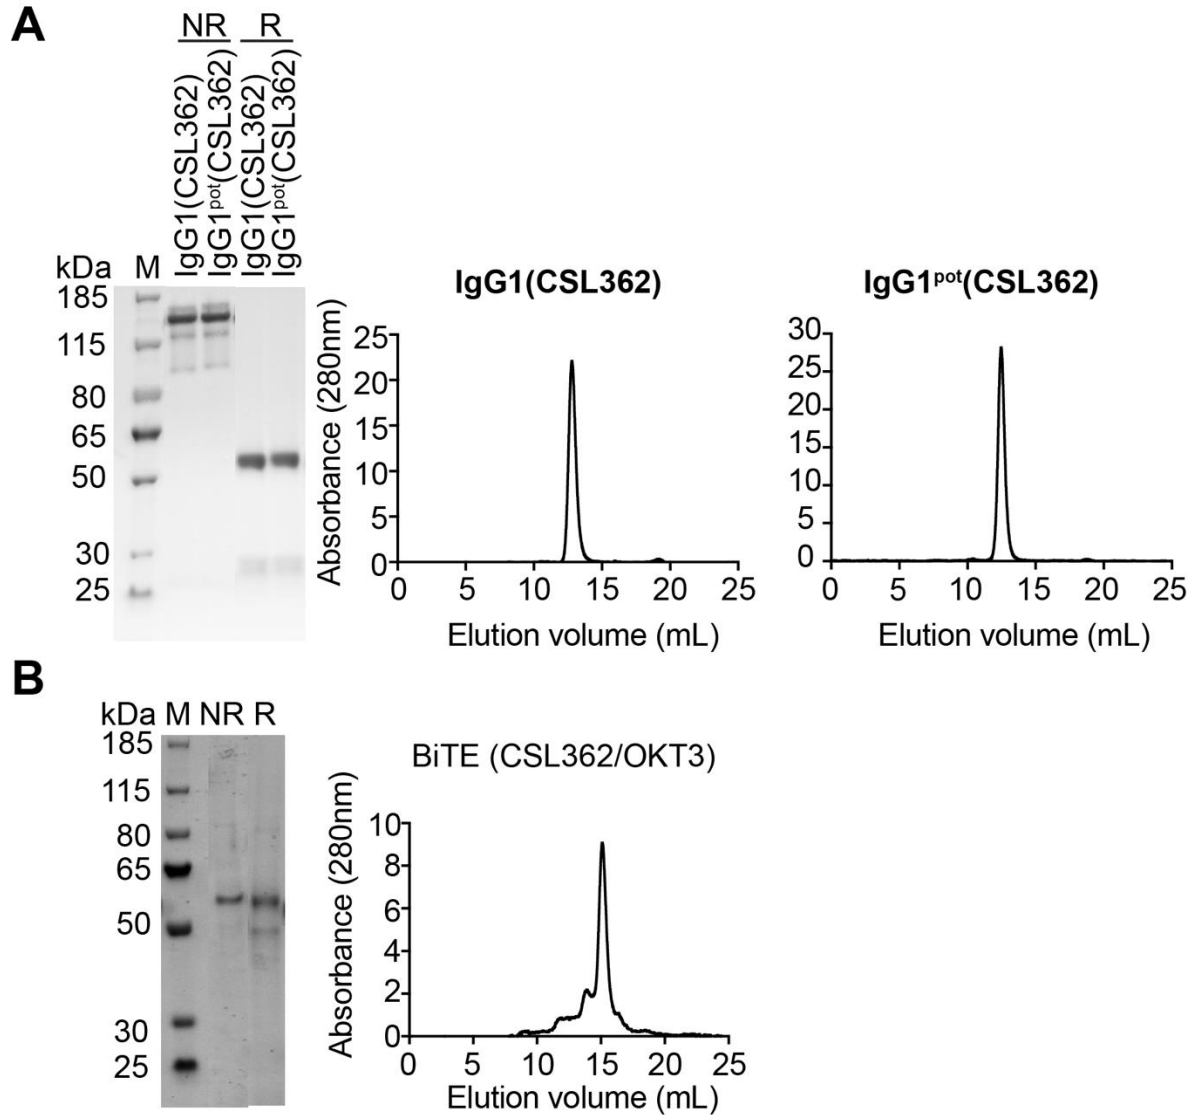 A
NR R
IgG1(CSL362)
IgG1pot(CSL362)
IgG1(CSL362)
IgG1pot(CSL362)
kDa M
185
115
80
65
50
30
25
IgG1(CSL362)
Absorbance (280nm)
25
20
15
10
5
0
0 5 10 15 20 25
Elution volume (mL)
IgG1pot(CSL362)
30
25
20
15
10
5
0
0 5 10 15 20 25
Elution volume (mL)
B
kDa M NR R
185
115
80
65
50
30
25
BiTE (CSL362/OKT3)
Absorbance (280nm)
10
8
6
4
2
0
0 5 10 15 20 25
Elution volume (mL)